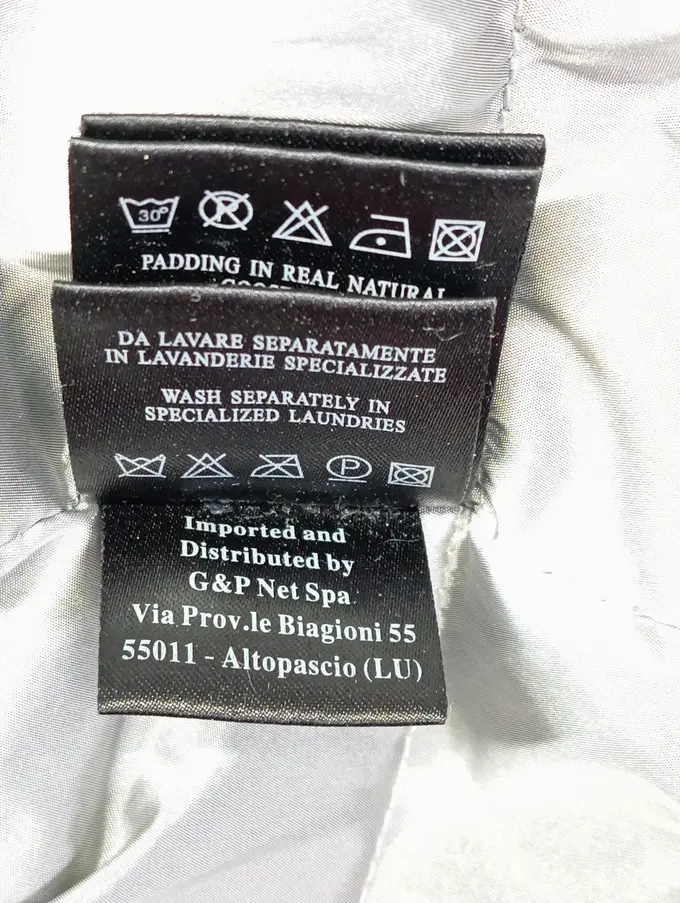 30°
PADDING IN REAL NATURAL
DA LAVARE SEPARATAMENTE
IN LAVANDERIE SPECIALIZZATE
WASH SEPARATELY IN
SPECIALIZED LAUNDRIES
P
Imported and
Distributed by
G&P Net Spa
Via Prov.le Biagioni 55
55011 - Altopascio (LU)